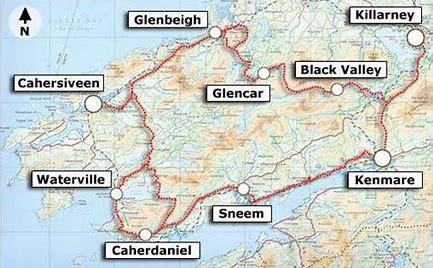 Glenbeigh
Killarney
N
Cahersiveen
Black Valley
Glencar
Waterville
Kenmare
Sneem
Caherdaniel